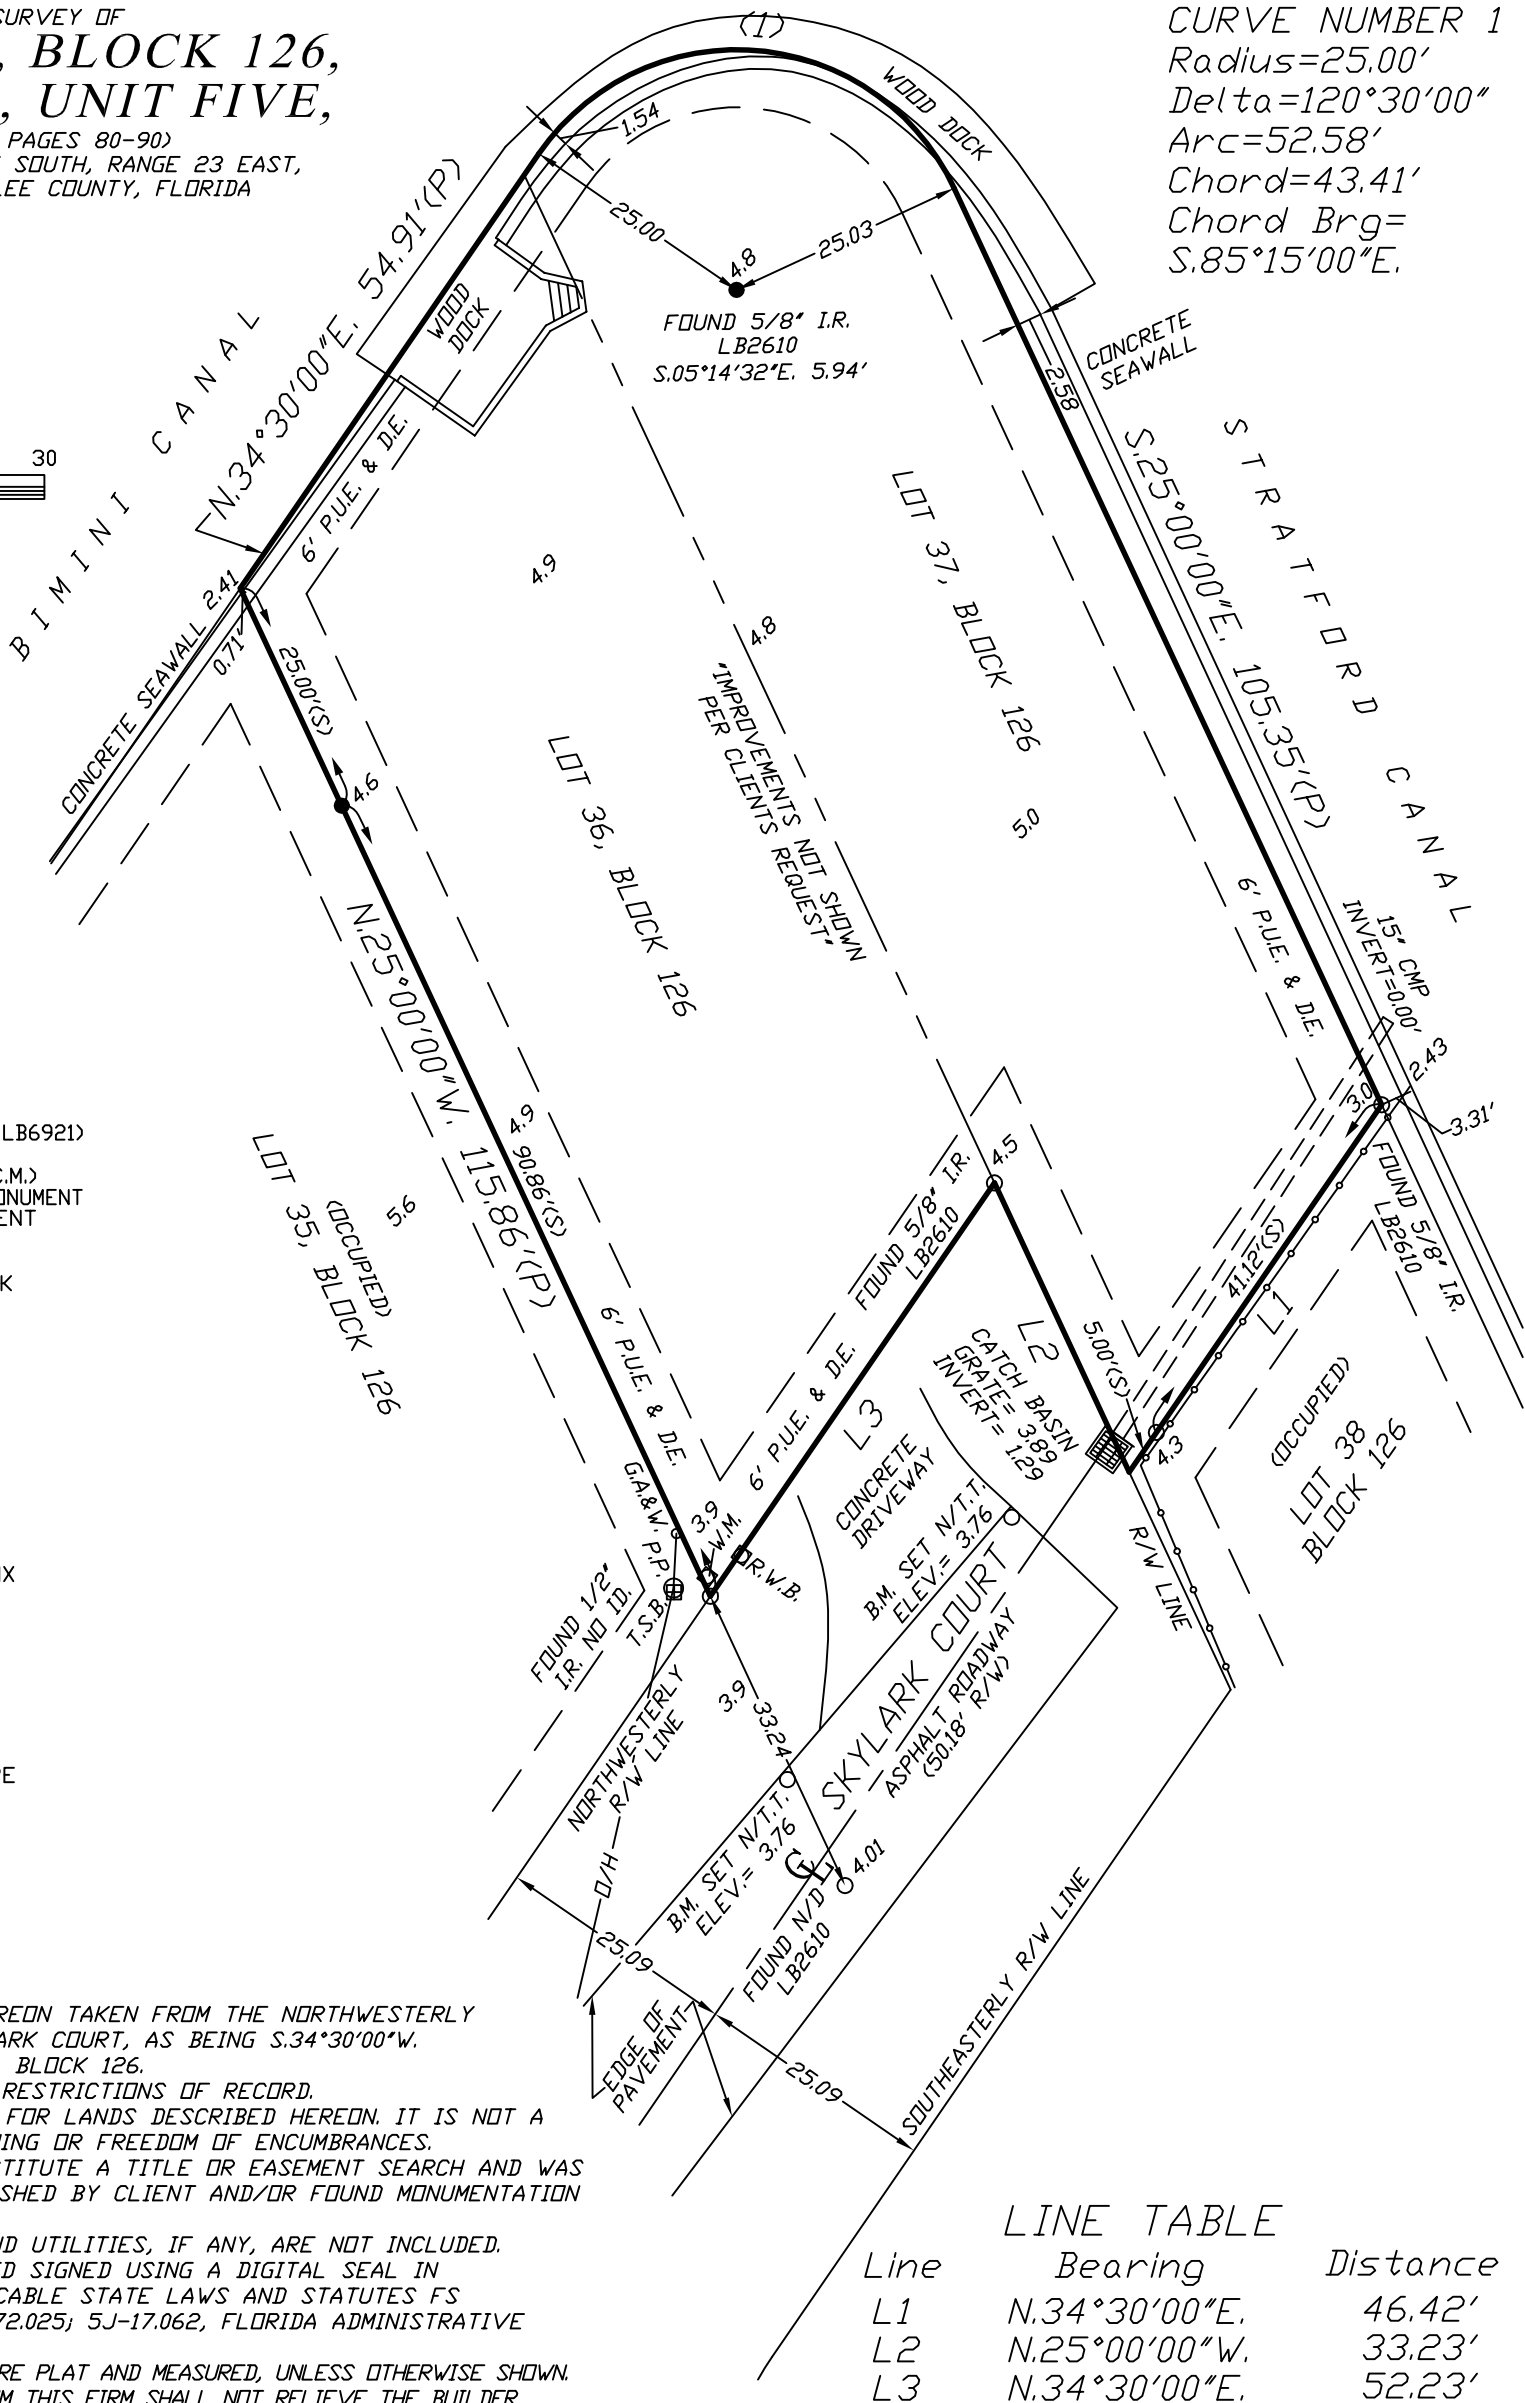 SURVEY OF
, BLOCK 126,
, UNIT FIVE,
PAGES 80-90)
SOUTH, RANGE 23 EAST,
LEE COUNTY, FLORIDA
CURVE NUMBER 1
Radius=25.00'
Delta=120°30'00"
Arc=52.58'
Chord=43.41'
Chord Brg=
S.85°15'00"E.
(1)
WOOD DOCK
1.54
25.00
25.03
4.8
FOUND 5/8" I.R.
LB2610
S.05°14'32"E. 5.94'
N.34°30'00"E. 54.91'(P)
WOOD
DOCK
BIMINI CANAL
30
6' P.U.E. & D.E.
CONCRETE
SEAWALL
2.58
STRATFORD CANAL
S.25°00'00"E. 105.35'(P)
LOT 37, BLOCK 126
4.9
4.8
CONCRETE SEAWALL
2.41
0.71'
25.00'(S)
4.6
"IMPROVEMENTS NOT SHOWN
PER CLIENTS REQUEST"
LOT 36, BLOCK 126
5.0
6' P.U.E. & D.E.
15" CMP
INVERT=0.00'
N.25°00'00"W. 115.86'(P)
4.9
90.86'(S)
2.43
3.0
3.31'
LB6921)
C.M.)
ONUMENT
ENT
K
LOT 35, BLOCK 126
(OCCUPIED)
5.6
4.5
FOUND 5/8" I.R.
LB2610
FOUND 5/8" I.R.
LB2610
41.12'(S)
L1
L2
5.00'(S)
CATCH BASIN
GRATE= 3.89
INVERT= 1.29
6' P.U.E. & D.E.
6' P.U.E. & D.E.
L3
CONCRETE
DRIVEWAY
4.3
(OCCUPIED)
LOT 38
BLOCK 126
G.A.&W.
P.P.
T.S.B.
3.9
W.M.
R.W.B.
B.M. SET N/T.T.
ELEV.= 3.76
R/W LINE
IX
FOUND 1/2"
I.R. NO ID.
NORTHWESTERLY
R/W LINE
3.9
33.24
SKYLARK COURT
ASPHALT ROADWAY
(50.18' R/W)
PE
O/H
B.M. SET N/T.T.
ELEV.= 3.76
CL
4.01
FOUND N/D
LB2610
25.09
EDGE OF
PAVEMENT
25.09
SOUTHEASTERLY R/W LINE
REON TAKEN FROM THE NORTHWESTERLY
ARK COURT, AS BEING S.34°30'00"W.
BLOCK 126.
RESTRICTIONS OF RECORD.
FOR LANDS DESCRIBED HEREON. IT IS NOT A
ING OR FREEDOM OF ENCUMBRANCES.
STITUTE A TITLE OR EASEMENT SEARCH AND WAS
SHED BY CLIENT AND/OR FOUND MONUMENTATION
ND UTILITIES, IF ANY, ARE NOT INCLUDED.
ED SIGNED USING A DIGITAL SEAL IN
CABLE STATE LAWS AND STATUTES FS
72.025; 5J-17.062, FLORIDA ADMINISTRATIVE
RE PLAT AND MEASURED, UNLESS OTHERWISE SHOWN.
M THIS FIRM SHALL NOT RELIEVE THE BUILDER
LINE TABLE
Line Bearing Distance
L1 N.34°30'00"E. 46.42'
L2 N.25°00'00"W. 33.23'
L3 N.34°30'00"E. 52.23'